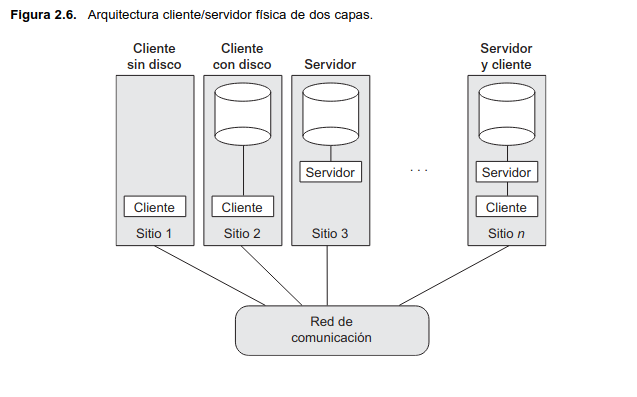 Figura 2.6. Arquitectura cliente/servidor física de dos capas.
Cliente
sin disco
Cliente
con disco
Servidor
Servidor
y cliente
Servidor
. . .
Servidor
Cliente
Cliente
Cliente
Sitio 1
Sitio 2
Sitio 3
Sitio n
Red de
comunicación